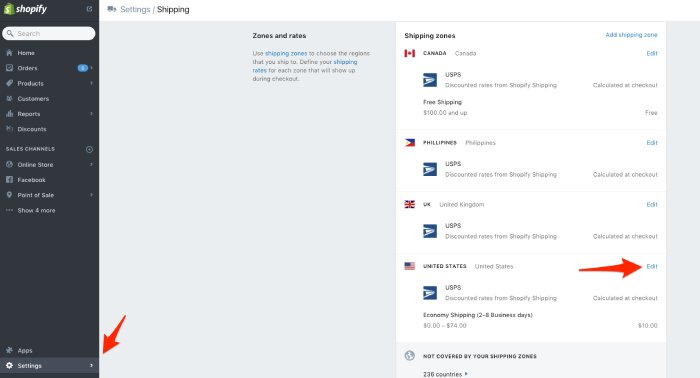 shopify
Settings / Shipping
Search
Home
Orders
Products
Customers
Reports
Discounts
SALES CHANNELS
Online Store
Facebook
Point of Sale
Show 4 more
Apps
Settings
Zones and rates
Use shipping zones to choose the regions
that you ship to. Define your shipping
rates for each zone that will show up
during checkout.
Shipping zones Add shipping zone
CANADA Canada Edit
USPS
Discounted rates from Shopify Shipping Calculated at checkout
Free Shipping
$100.00 and up Free
PHILLIPINES Philippines Edit
USPS
Discounted rates from Shopify Shipping Calculated at checkout
UK United Kingdom Edit
USPS
Discounted rates from Shopify Shipping Calculated at checkout
UNITED STATES United States Edit
USPS
Discounted rates from Shopify Shipping Calculated at checkout
Economy Shipping (2-8 Business days)
$0.00 – $74.00 $10.00
NOT COVERED BY YOUR SHIPPING ZONES
236 countries